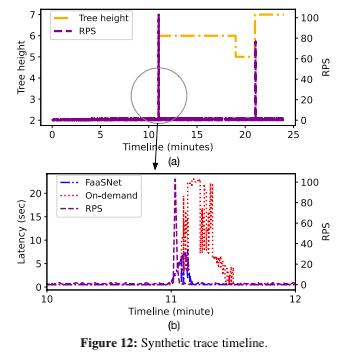 Tree height
RPS
7
6
5
4
3
2
Tree height
100
80
60
40
20
0
RPS
0
5
10
15
20
25
Timeline (minutes)
(a)
FaaSNet
On-demand
RPS
20
15
10
5
0
Latency (sec)
100
80
60
40
20
0
RPS
10
11
12
Timeline (minute)
(b)
Figure 12: Synthetic trace timeline.